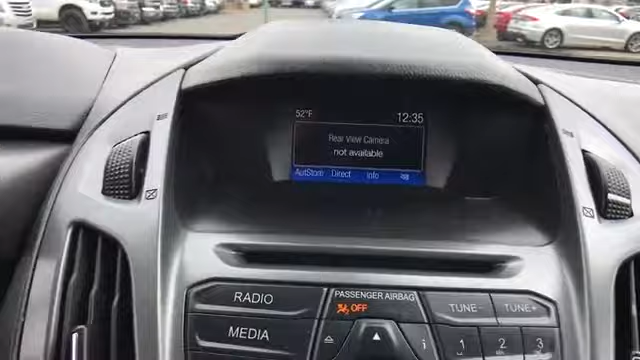 52°F 12:35
Rear View Camera
not available
AutoStore Direct Info
RADIO
PASSENGER AIRBAG
OFF
TUNE- TUNE+
MEDIA
i
1 2 3